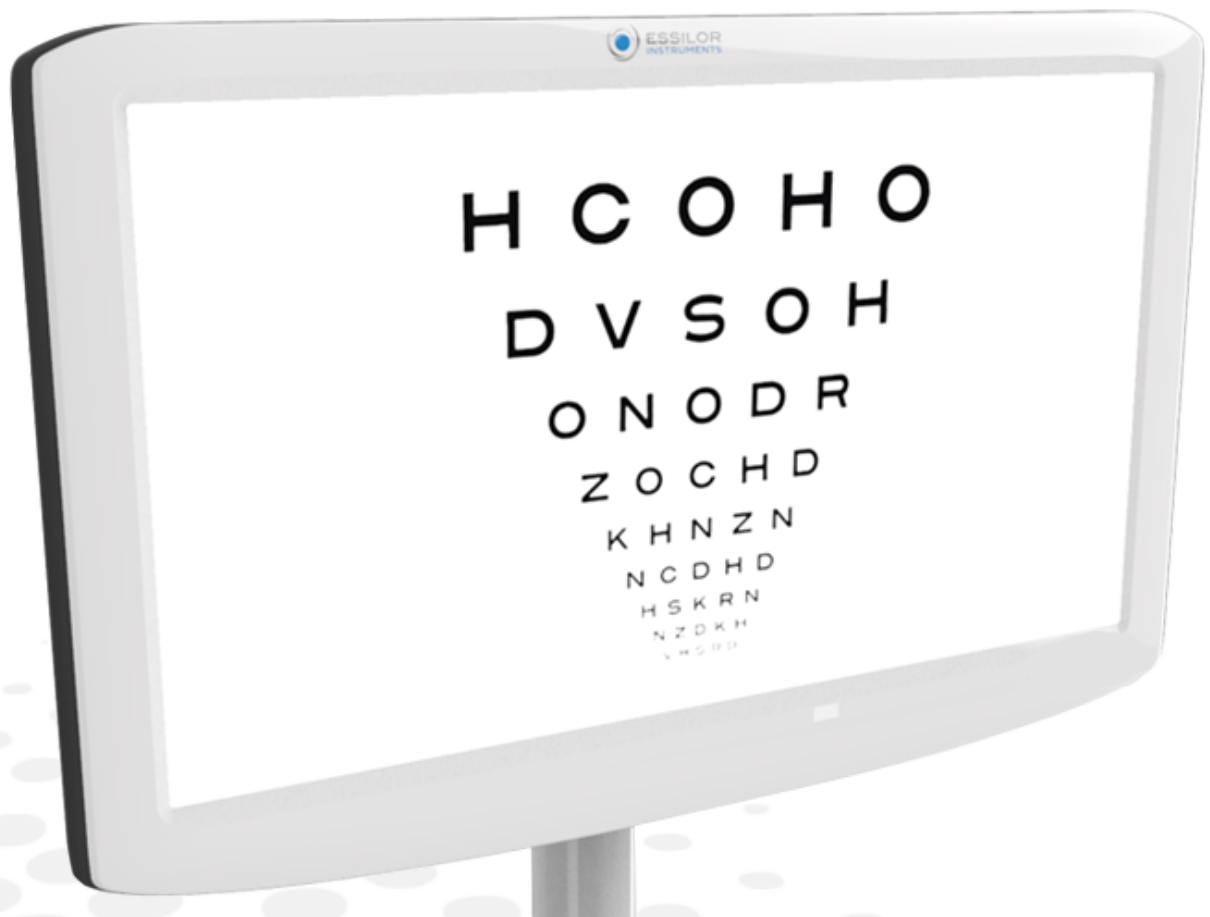 ESSILOR
INSTRUMENTS
H C O H O
D V S O H
O N O D R
Z O C H D
K H N Z N
N C D H D
H S K R N
N Z D K H